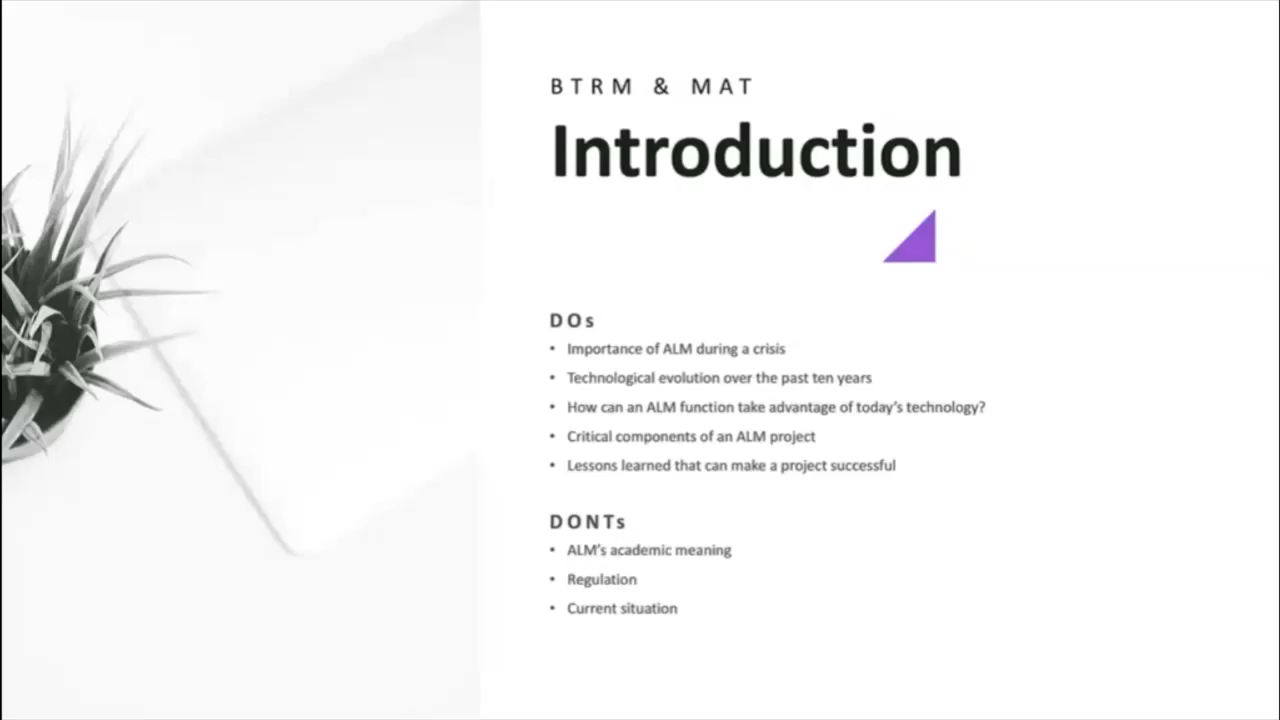 BTRM & MAT
Introduction
DOs
• Importance of ALM during a crisis
• Technological evolution over the past ten years
• How can an ALM function take advantage of today's technology?
• Critical components of an ALM project
• Lessons learned that can make a project successful
DONTs
• ALM's academic meaning
• Regulation
• Current situation